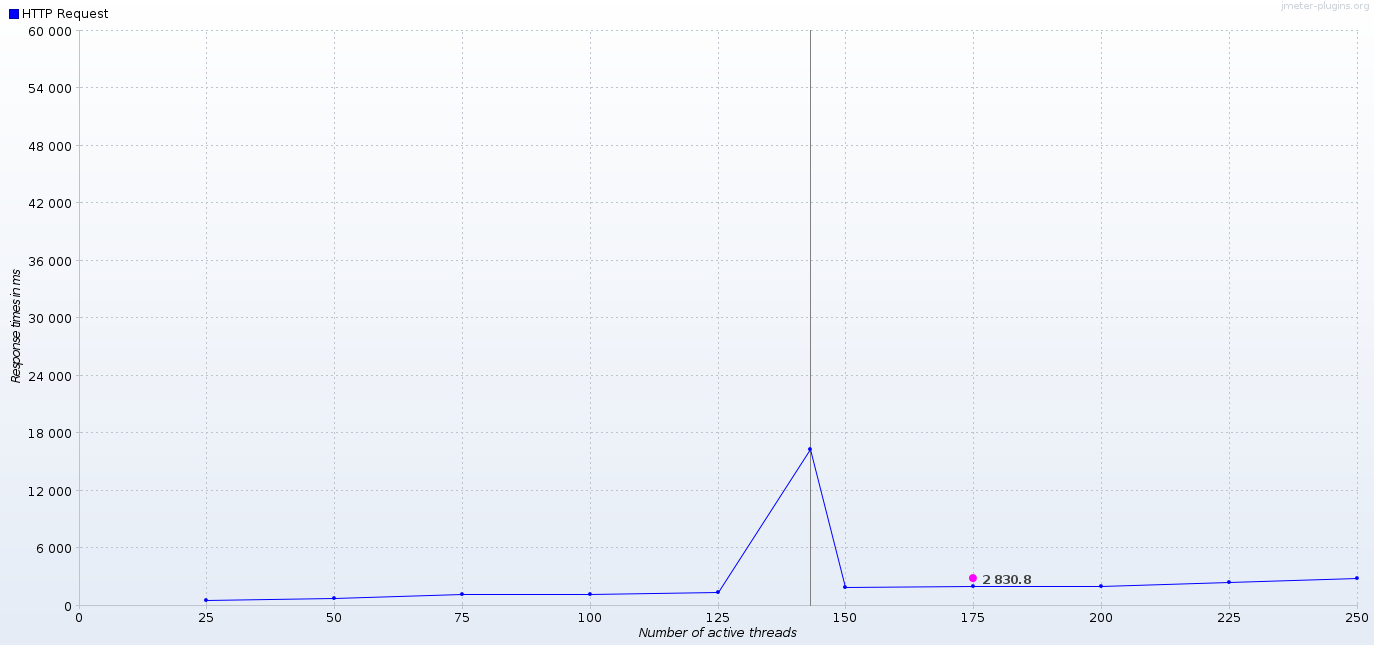 jmeter-plugins.org
HTTP Request
60 000
54 000
48 000
42 000
36 000
30 000
24 000
18 000
12 000
6 000
0
Response times in ms
2 830.8
0 25 50 75 100 125 150 175 200 225 250
Number of active threads